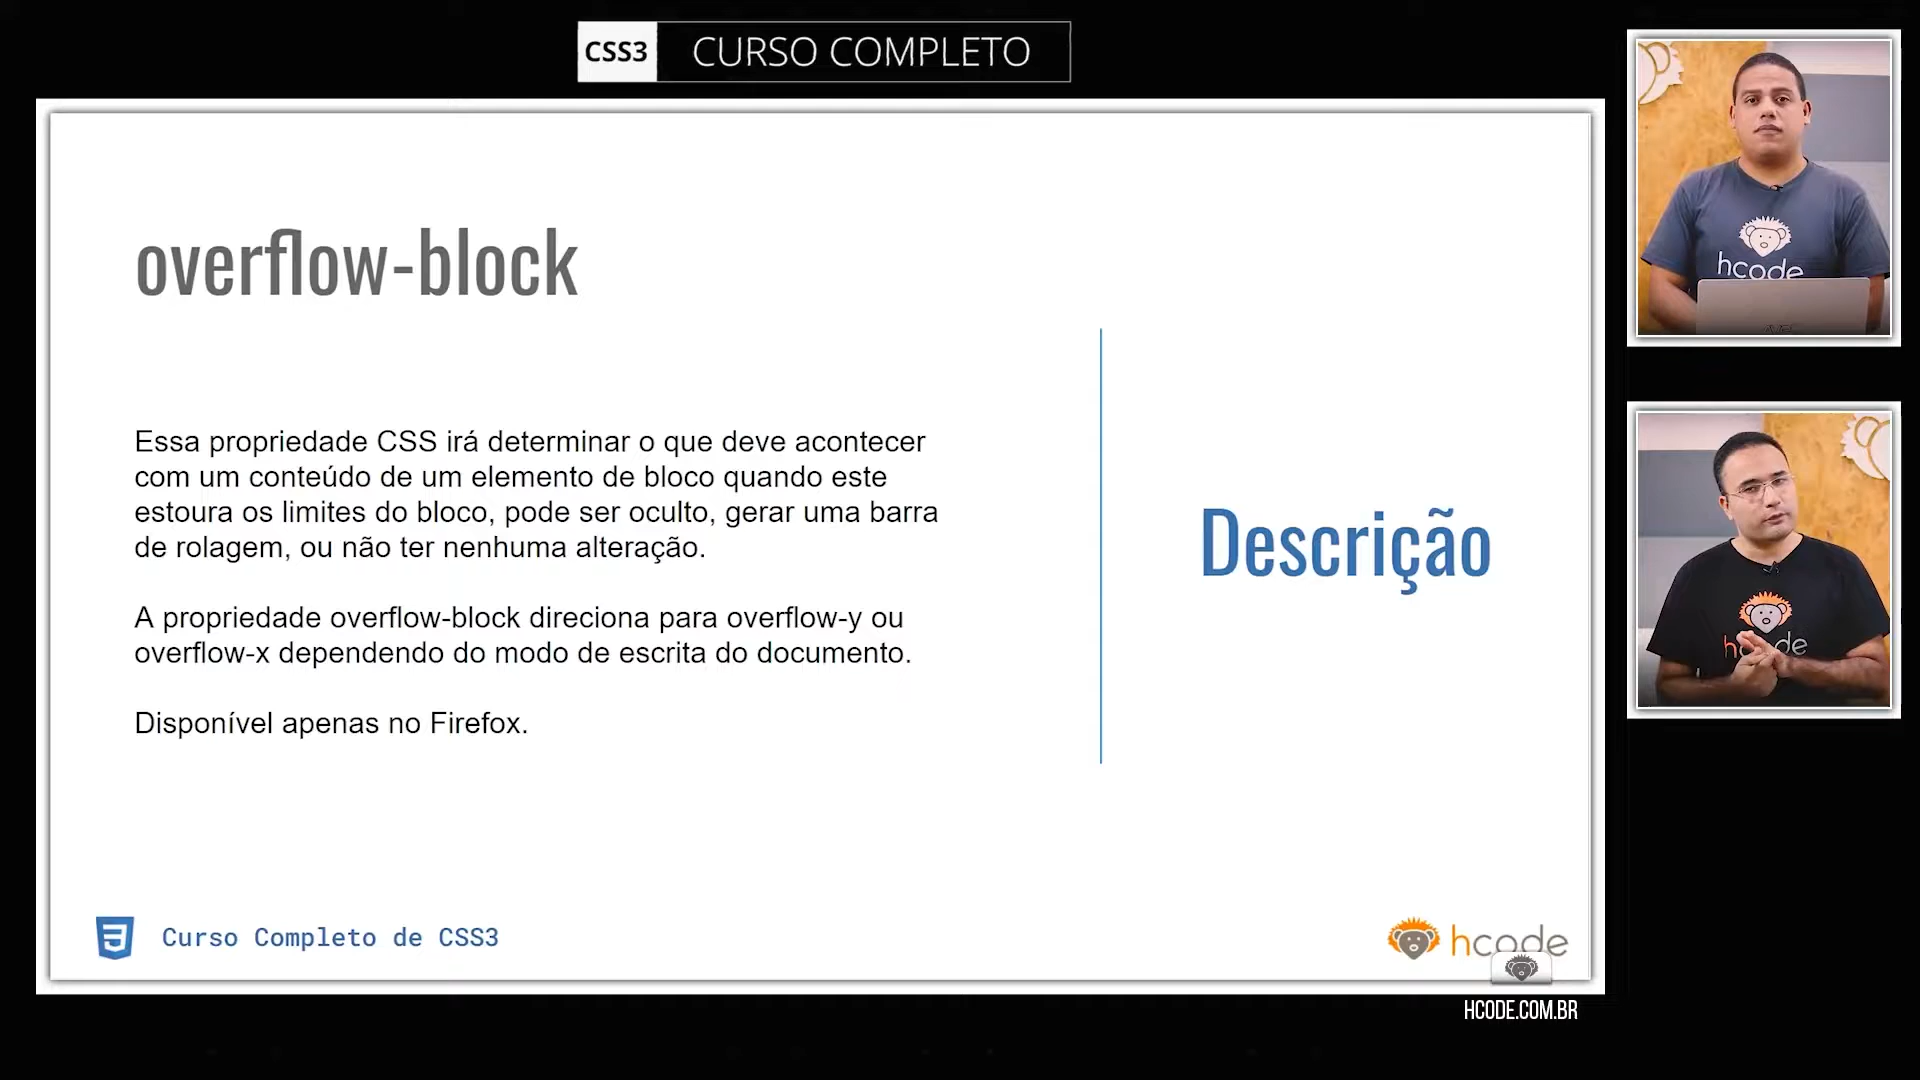 CSS3 CURSO COMPLETO
overflow-block
Essa propriedade CSS irá determinar o que deve acontecer
com um conteúdo de um elemento de bloco quando este
estoura os limites do bloco, pode ser oculto, gerar uma barra
de rolagem, ou não ter nenhuma alteração.
A propriedade overflow-block direciona para overflow-y ou
overflow-x dependendo do modo de escrita do documento.
Disponível apenas no Firefox.
Descrição
Curso Completo de CSS3
hcode
HCODE.COM.BR
hcode
hcode